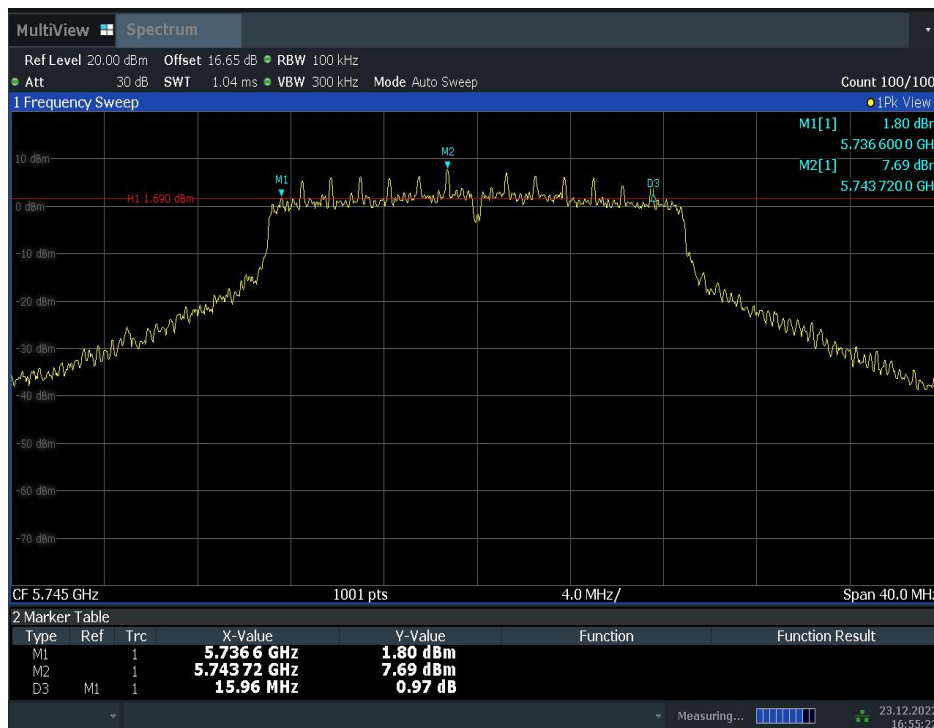 MultiView Spectrum
Ref Level 20.00 dBm Offset 16.65 dB RBW 100 kHz
Att 30 dB SWT 1.04 ms VBW 300 kHz Mode Auto Sweep Count 100/100
1 Frequency Sweep 1Pk View
M1[1] 1.80 dBm
5.736 600 0 GH
M2[1] 7.69 dBm
5.743 720 0 GH
10 dBm
M2
M1
D3
H1 1.690 dBm
0 dBm
-10 dBm
-20 dBm
-30 dBm
-40 dBm
-50 dBm
-60 dBm
-70 dBm
CF 5.745 GHz 1001 pts 4.0 MHz/ Span 40.0 MHz
2 Marker Table
Type Ref Trc X-Value Y-Value Function Function Result
M1 1 5.736 6 GHz 1.80 dBm
M2 1 5.743 72 GHz 7.69 dBm
D3 M1 1 15.96 MHz 0.97 dB
Measuring... 23.12.2022
16:55:2